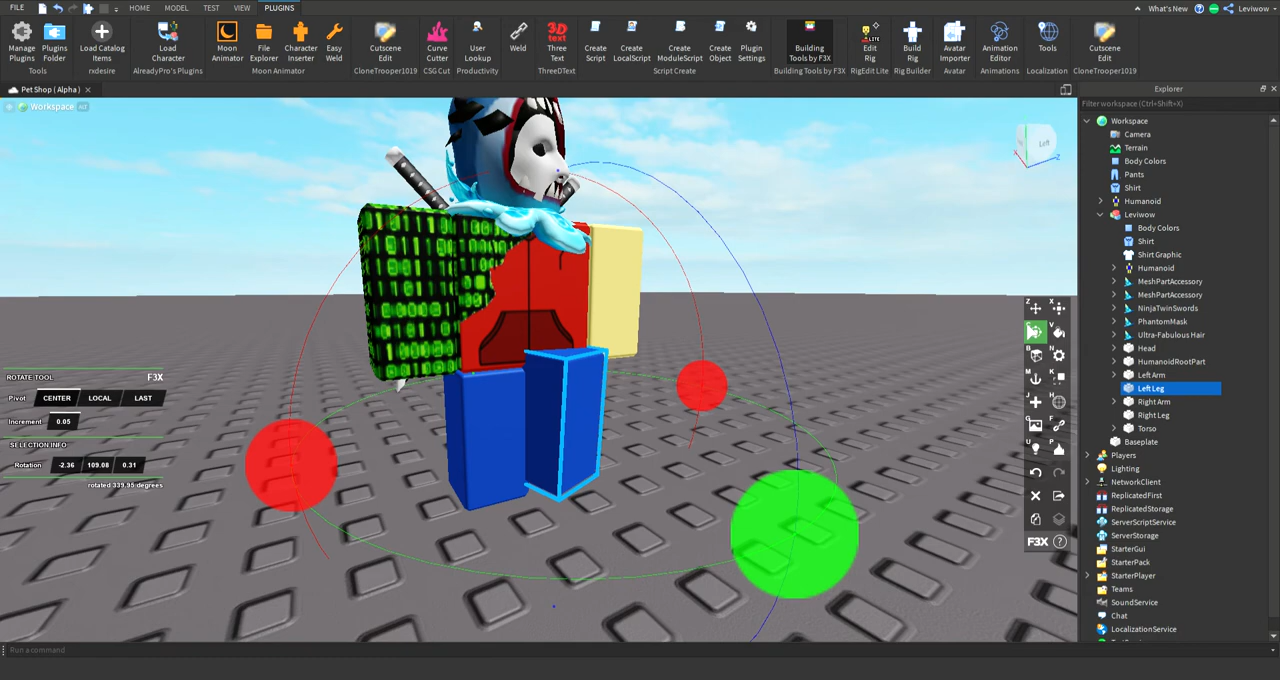 FILE HOME MODEL TEST VIEW PLUGINS What's New Leviwow
Manage Plugins Plugins Folder Load Catalog Items Load Character Moon Animator File Explorer Character Inserter Easy Weld Cutscene Edit Curve Cutter User Lookup Weld Three Text Create Script Create LocalScript Create ModuleScript Create Object Plugin Settings Building Tools by F3X Edit Rig Build Rig Avatar Importer Animation Editor Tools Cutscene Edit
Tools rxdesire AlreadyPro's Plugins Moon Animator CloneTrooper1019 CSG Cut Productivity ThreeDText Script Create Building Tools by F3X RigEdit Lite Rig Builder Avatar Animations Localization CloneTrooper1019
Pet Shop ( Alpha )
Workspace All
Left
Z
X
Z X
C V
B N
M K
J H
G F
U P
F3X ?
ROTATE TOOL F3X
Pivot CENTER LOCAL LAST
Increment 0.05
SELECTION INFO
Rotation -2.36 109.08 0.31
rotated 339.95 degrees
Explorer
Filter workspace (Ctrl+Shift+X)
Workspace
Camera
Terrain
Body Colors
Pants
Shirt
Humanoid
Leviwow
Body Colors
Shirt
Shirt Graphic
Humanoid
MeshPartAccessory
MeshPartAccessory
NinjaTwinSwords
PhantomMask
Ultra-Fabulous Hair
Head
HumanoidRootPart
Left Arm
Left Leg
Right Arm
Right Leg
Torso
Baseplate
Players
Lighting
NetworkClient
ReplicatedFirst
ReplicatedStorage
ServerScriptService
ServerStorage
StarterGui
StarterPack
StarterPlayer
Teams
SoundService
Chat
LocalizationService
Run a command